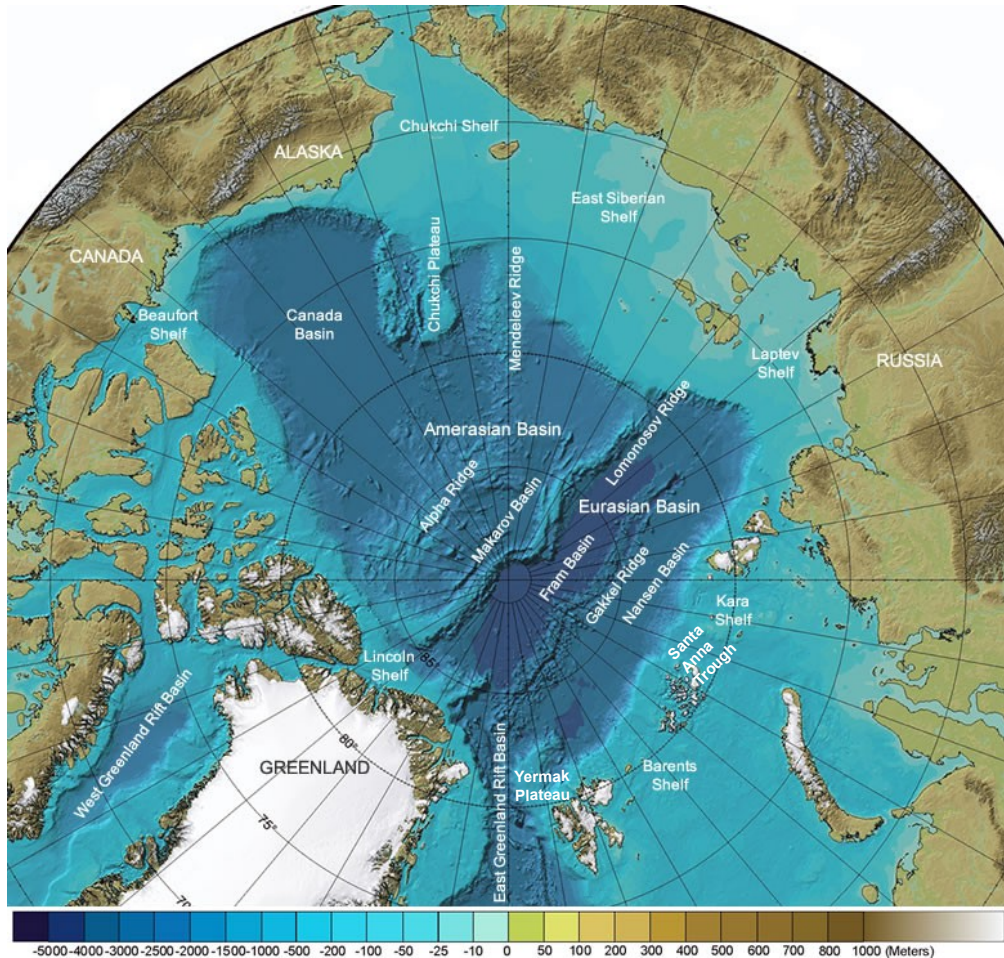 Chukchi Shelf
ALASKA
East Siberian
Shelf
CANADA
Chukchi Plateau
Mendeleev Ridge
Beaufort
Shelf
Canada
Basin
Laptev
Shelf
RUSSIA
Amerasian Basin
Lomonosov Ridge
Alpha Ridge
Makarov Basin
Eurasian Basin
Fram Basin
Gakkel Ridge
Nansen Basin
Kara
Shelf
Santa
Anna
Trough
Lincoln
Shelf
85°
West Greenland Rift Basin
80°
GREENLAND
East Greenland Rift Basin
Yermak
Plateau
Barents
Shelf
75°
70
-5000 -4000 -3000 -2500 -2000 -1500 -1000 -500 -200 -100 -50 -25 -10 0 50 100 200 300 400 500 600 700 800 1000 (Meters)